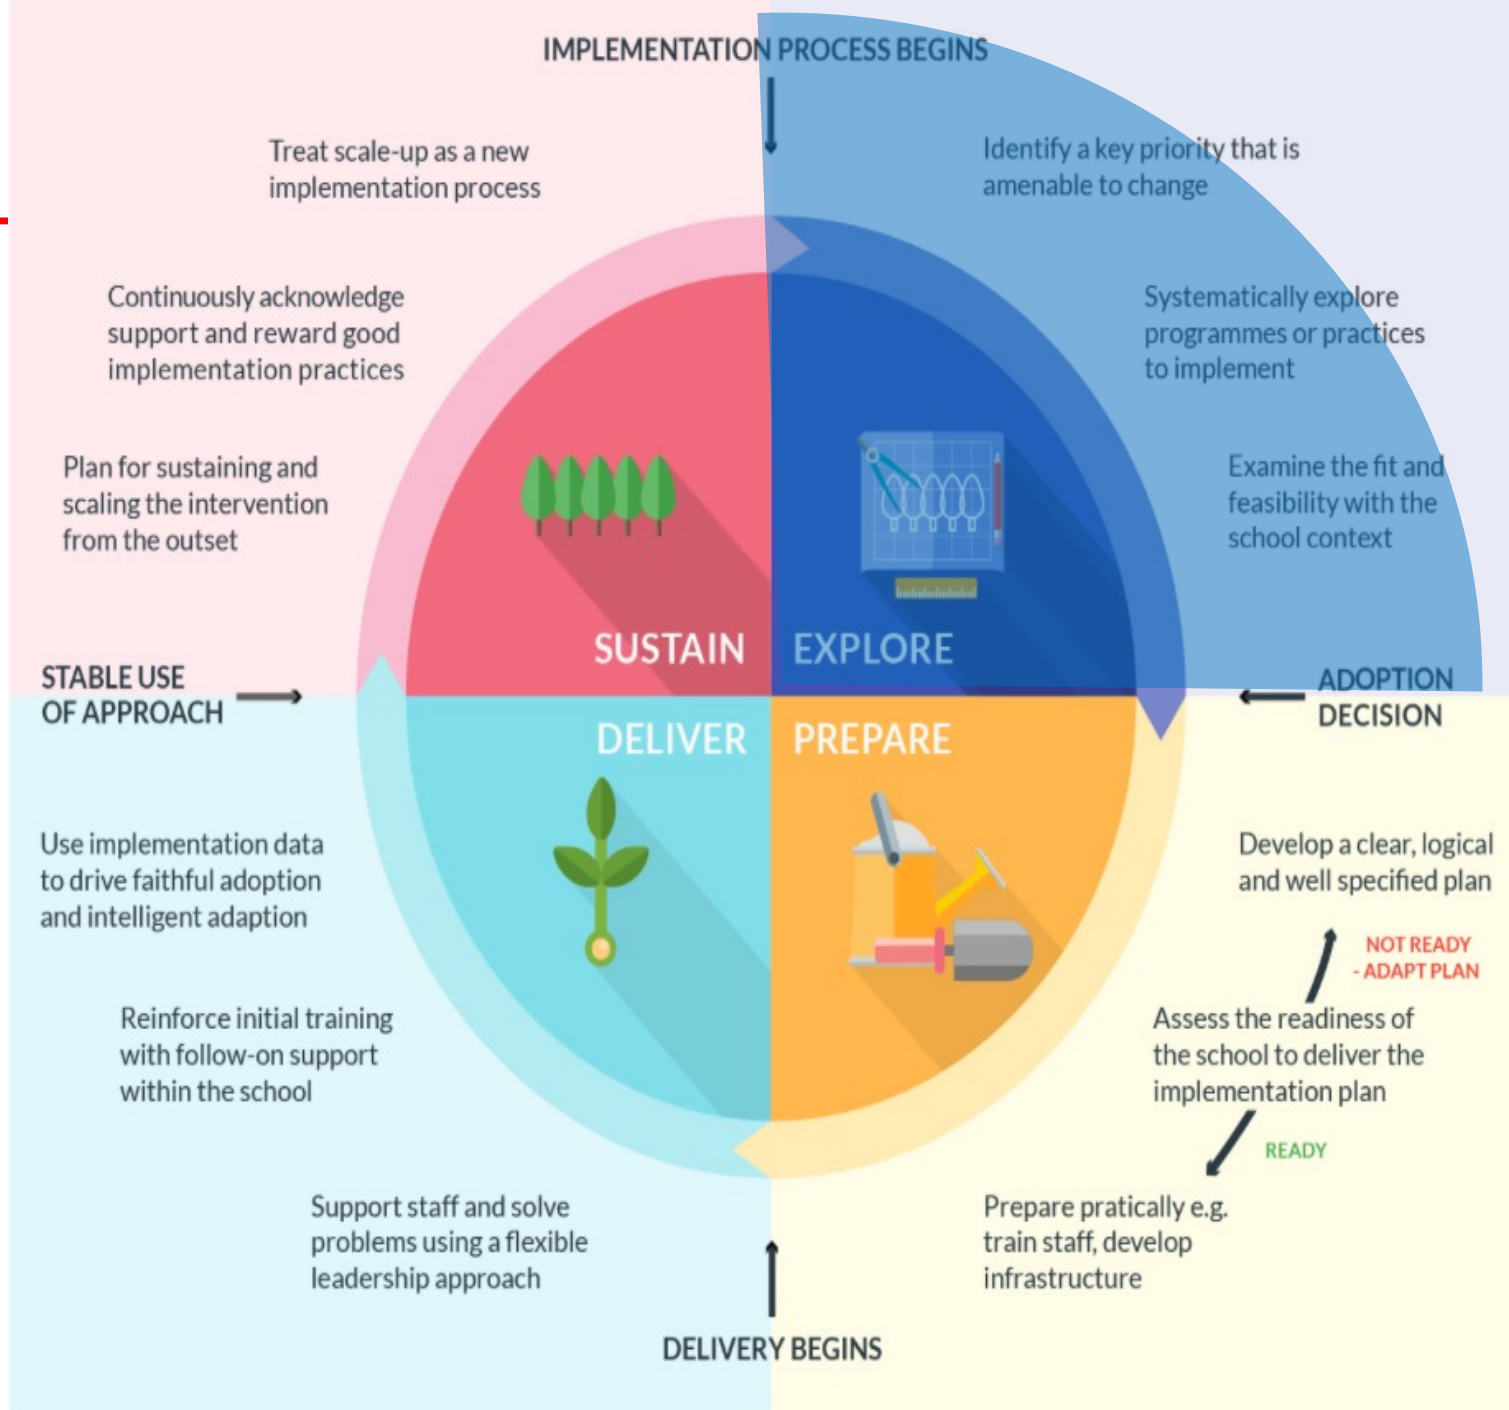 IMPLEMENTATION PROCESS BEGINS
Identify a key priority that is
amenable to change
Systematically explore
programmes or practices
to implement
Examine the fit and
feasibility with the
school context
EXPLORE
ADOPTION
DECISION
PREPARE
Develop a clear, logical
and well specified plan
NOT READY
- ADAPT PLAN
Assess the readiness of
the school to deliver the
implementation plan
READY
Prepare pratically e.g.
train staff, develop
infrastructure
DELIVERY BEGINS
DELIVER
Support staff and solve
problems using a flexible
leadership approach
Reinforce initial training
with follow-on support
within the school
Use implementation data
to drive faithful adoption
and intelligent adaption
STABLE USE
OF APPROACH
SUSTAIN
Plan for sustaining and
scaling the intervention
from the outset
Continuously acknowledge
support and reward good
implementation practices
Treat scale-up as a new
implementation process